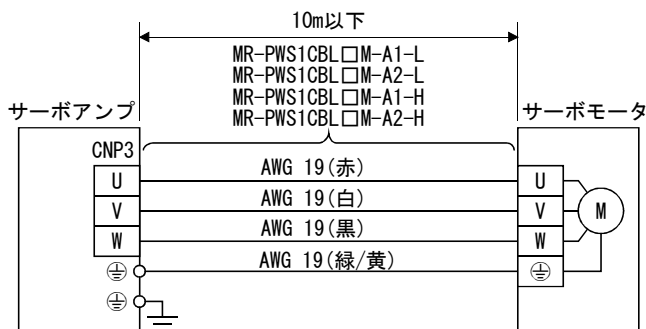 10m以下
MR-PWS1CBL□M-A1-L
MR-PWS1CBL□M-A2-L
MR-PWS1CBL□M-A1-H
MR-PWS1CBL□M-A2-H
サーボアンプ
サーボモータ
CNP3
AWG 19(赤)
U
U
AWG 19(白)
V
V
M
AWG 19(黒)
W
W
AWG 19(緑/黄)